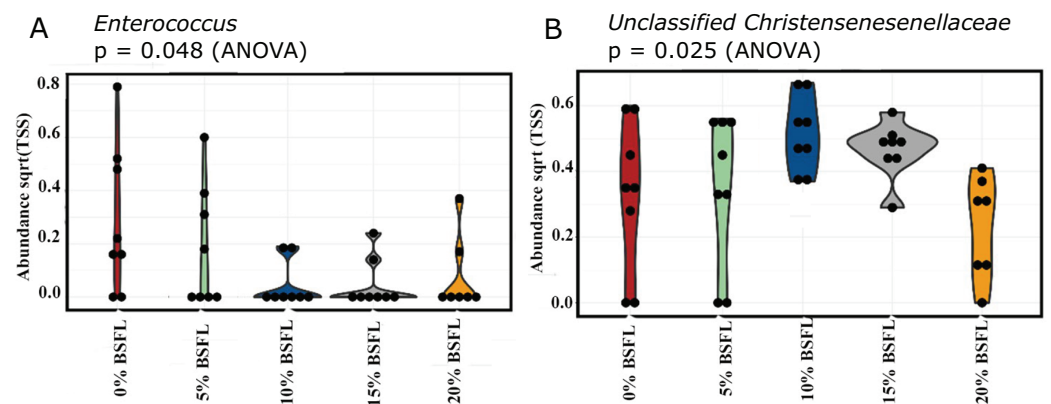 A
Enterococcus
p = 0.048 (ANOVA)
Abundance sqrt(TSS)
0.8
0.6
0.4
0.2
0.0
0% BSFL
5% BSFL
10% BSFL
15% BSFL
20% BSFL
B
Unclassified Christensenesenellaceae
p = 0.025 (ANOVA)
Abundance sqrt (TSS)
0.6
0.4
0.2
0.0
0% BSFL
5% BSFL
10% BSFL
15% BSFL
20% BSFL